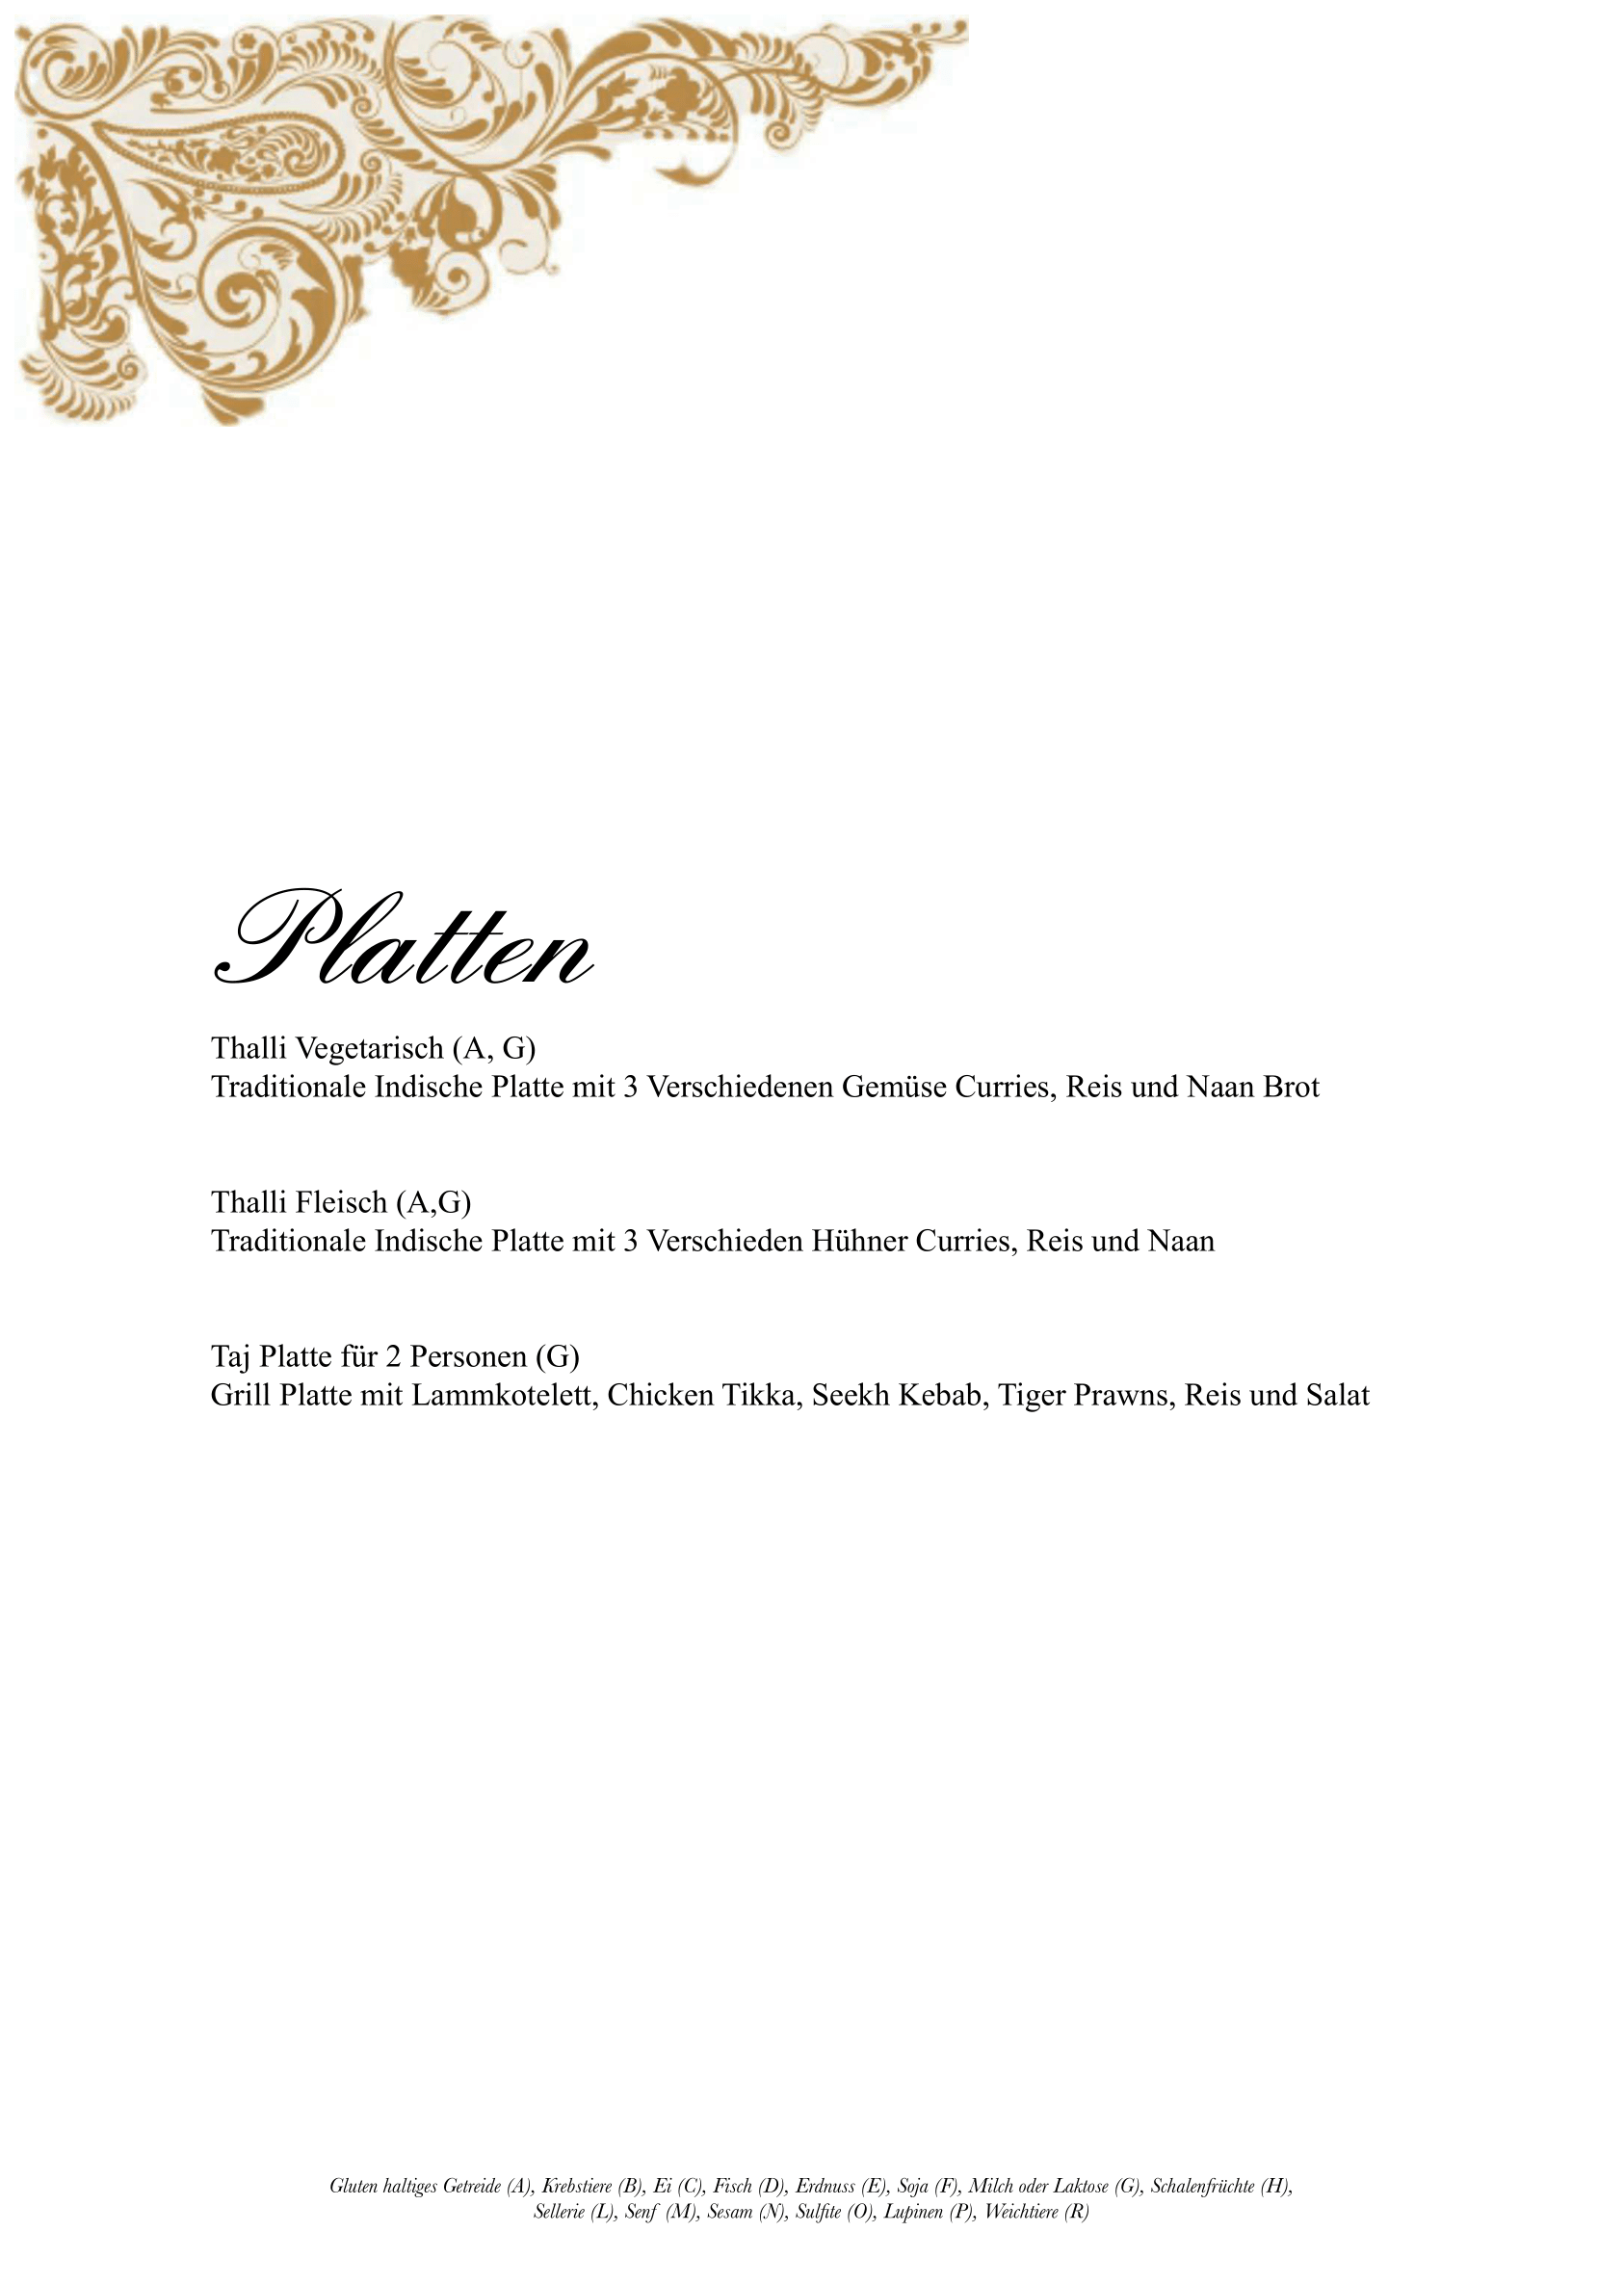 Platten
Thalli Vegetarisch (A, G)
Traditionale Indische Platte mit 3 Verschiedenen Gemüse Curries, Reis und Naan Brot
Thalli Fleisch (A,G)
Traditionale Indische Platte mit 3 Verschieden Hühner Curries, Reis und Naan
Taj Platte für 2 Personen (G)
Grill Platte mit Lammkotelett, Chicken Tikka, Seekh Kebab, Tiger Prawns, Reis und Salat
Gluten haltiges Getreide (A), Krebstiere (B), Ei (C), Fisch (D), Erdnuss (E), Soja (F), Milch oder Laktose (G), Schalenfrüchte (H),
Sellerie (L), Senf (M), Sesam (N), Sulfite (O), Lupinen (P), Weichtiere (R)